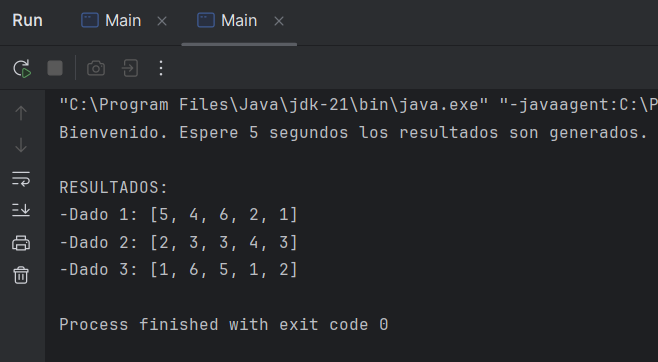 Run Main Main
"C:\Program Files\Java\jdk-21\bin\java.exe" "-javaagent:C:\P
Bienvenido. Espere 5 segundos los resultados son generados.
RESULTADOS:
-Dado 1: [5, 4, 6, 2, 1]
-Dado 2: [2, 3, 3, 4, 3]
-Dado 3: [1, 6, 5, 1, 2]
Process finished with exit code 0